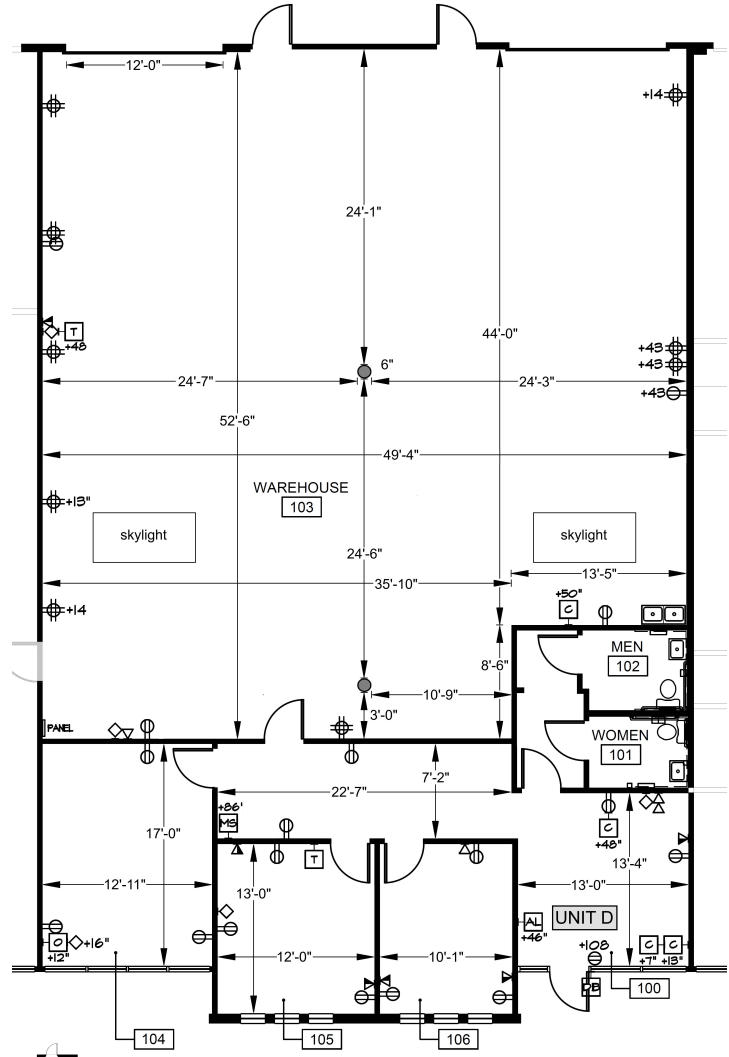 12'-0"
+14
24'-1"
T
+48
44'-0"
+43
+43
6"
24'-7"
24'-3"
+43
52'-6"
49'-4"
WAREHOUSE
103
+13"
skylight
skylight
24'-6"
13'-5"
35'-10"
+50"
C
+14
MEN
102
8'-6"
10'-9"
3'-0"
PANEL
WOMEN
101
7'-2"
22'-7"
+86'
MS
17'-0"
C
+48"
T
13'-4"
12'-11"
13'-0"
13'-0"
UNIT D
AL
+46"
+16"
+12"
12'-0"
10'-1"
+108
C
C
+7"
+13"
DB
100
104
105
106